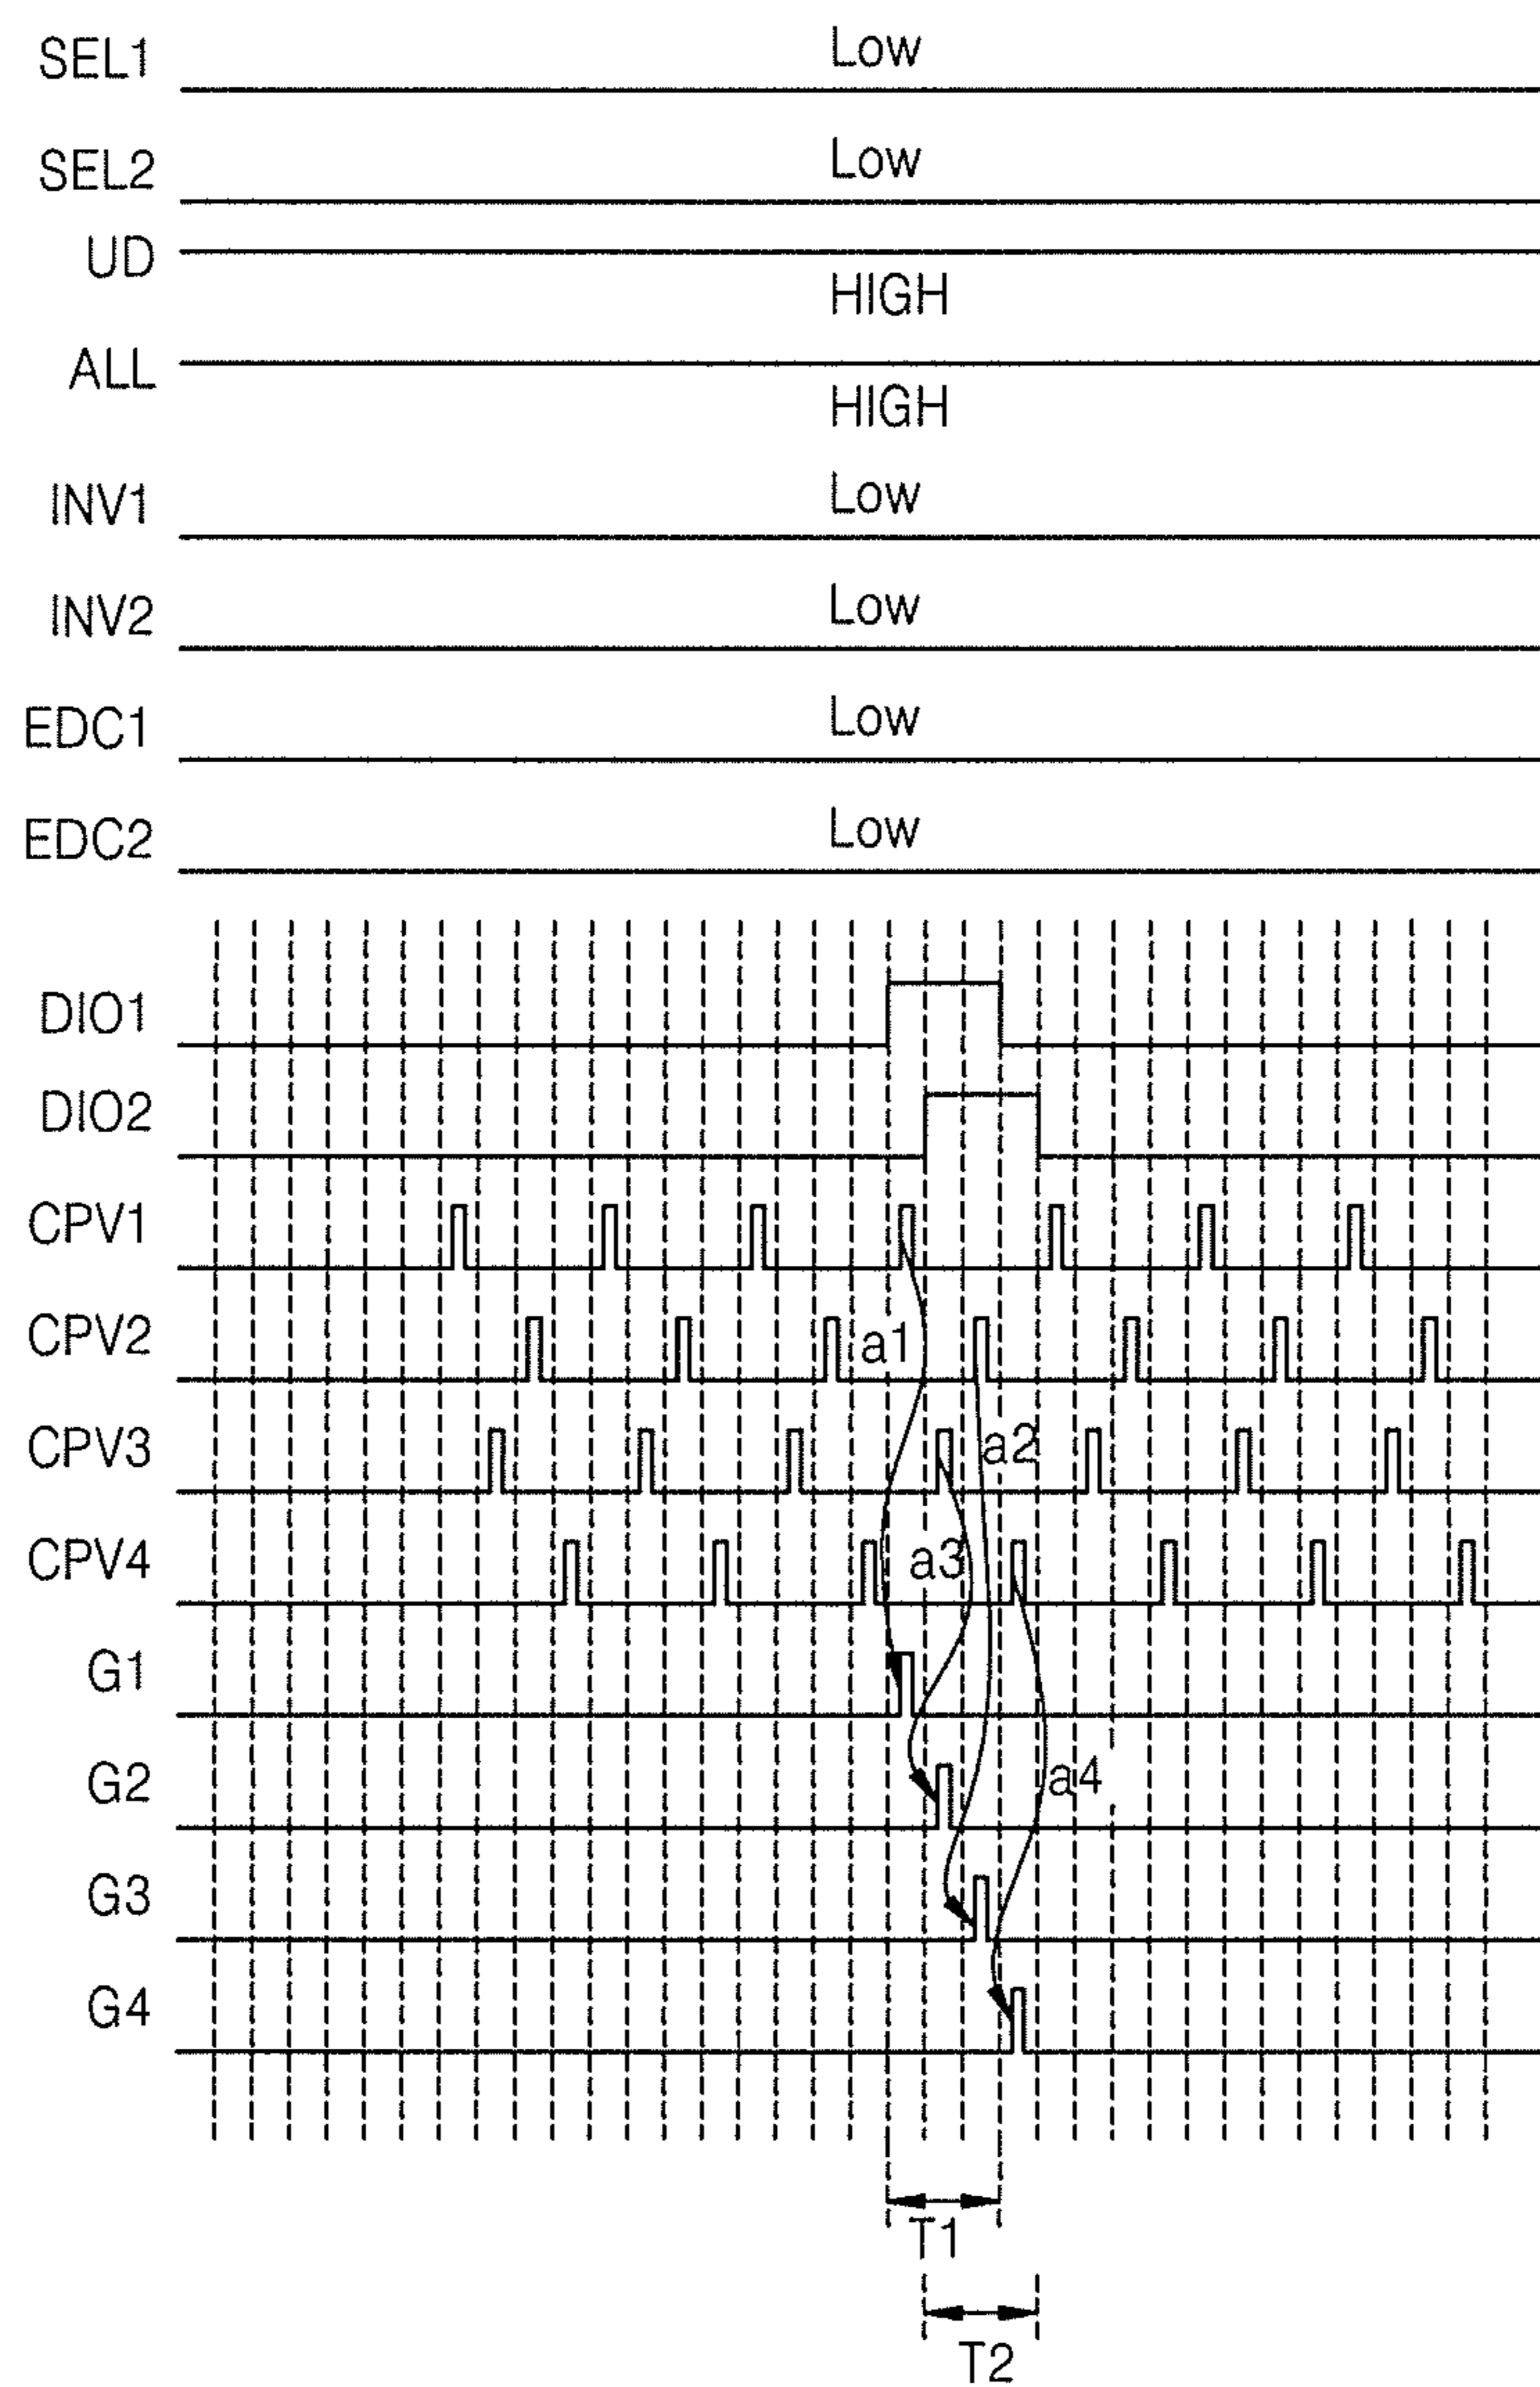 SEL1 Low
SEL2 Low
UD HIGH
ALL HIGH
INV1 Low
INV2 Low
EDC1 Low
EDC2 Low
DIO1
DIO2
CPV1
CPV2 a1
CPV3 a2
CPV4 a3
G1
G2 a4
G3
G4
T1
T2